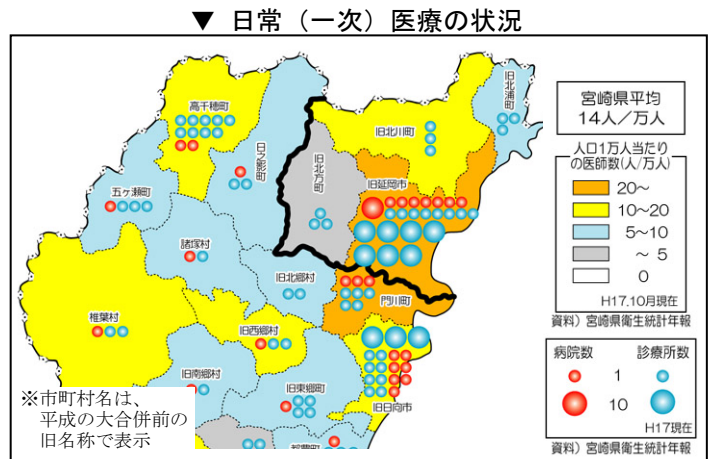 ▼ 日常（一次）医療の状況
高千穂町
旧北川町
旧北浦町
日之影町
旧北方町
旧延岡市
五ヶ瀬町
諸塚村
旧北郷村
門川町
椎葉村
旧西郷村
旧南郷村
旧東郷町
旧日向市
都農町
※市町村名は、
平成の大合併前の
旧名称で表示
宮崎県平均
14人／万人
人口1万人当たり
の医師数(人/万人)
20～
10～20
5～10
～ 5
0
H17.10月現在
資料）宮崎県衛生統計年報
病院数 診療所数
1
10
H17現在
資料）宮崎県衛生統計年報